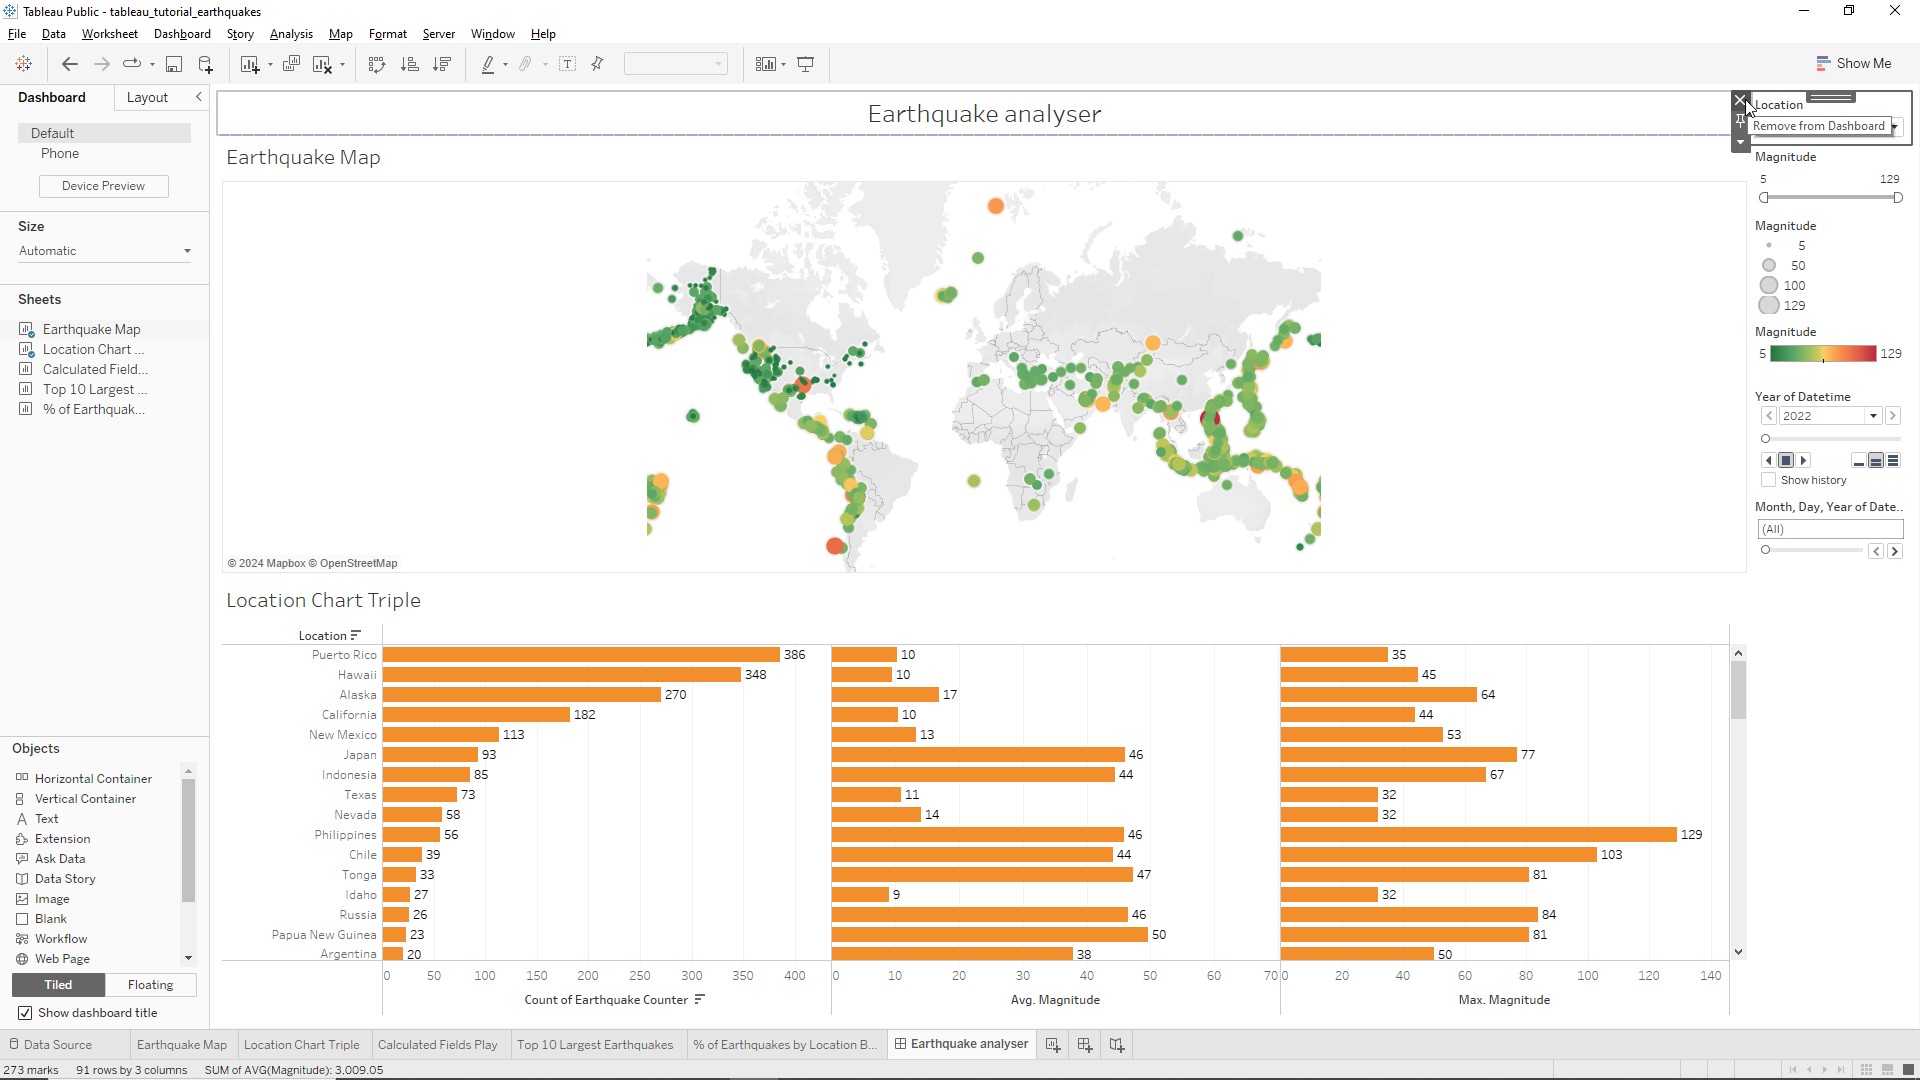 Tableau Public - tableau_tutorial_earthquakes
File Data Worksheet Dashboard Story Analysis Map Format Server Window Help
Show Me
Dashboard Layout
Default
Phone
Device Preview
Size
Automatic
Sheets
Earthquake Map
Location Chart ...
Calculated Field...
Top 10 Largest ...
% of Earthquak...
Objects
Horizontal Container
Vertical Container
Text
Extension
Ask Data
Data Story
Image
Blank
Workflow
Web Page
Tiled Floating
Show dashboard title
Earthquake analyser
Earthquake Map
© 2024 Mapbox © OpenStreetMap
Location
Remove from Dashboard
Magnitude
5 129
Magnitude
5
50
100
129
Magnitude
5 129
Year of Datetime
2022
Show history
Month, Day, Year of Date..
(All)
Location Chart Triple
Location
Puerto Rico 386 10 35
Hawaii 348 10 45
Alaska 270 17 64
California 182 10 44
New Mexico 113 13 53
Japan 93 46 77
Indonesia 85 44 67
Texas 73 11 32
Nevada 58 14 32
Philippines 56 46 129
Chile 39 44 103
Tonga 33 47 81
Idaho 27 9 32
Russia 26 46 84
Papua New Guinea 23 50 81
Argentina 20 38 50
0 50 100 150 200 250 300 350 400 0 10 20 30 40 50 60 70 0 20 40 60 80 100 120 140
Count of Earthquake Counter Avg. Magnitude Max. Magnitude
Data Source Earthquake Map Location Chart Triple Calculated Fields Play Top 10 Largest Earthquakes % of Earthquakes by Location B... Earthquake analyser
273 marks 91 rows by 3 columns SUM of AVG(Magnitude): 3,009.05